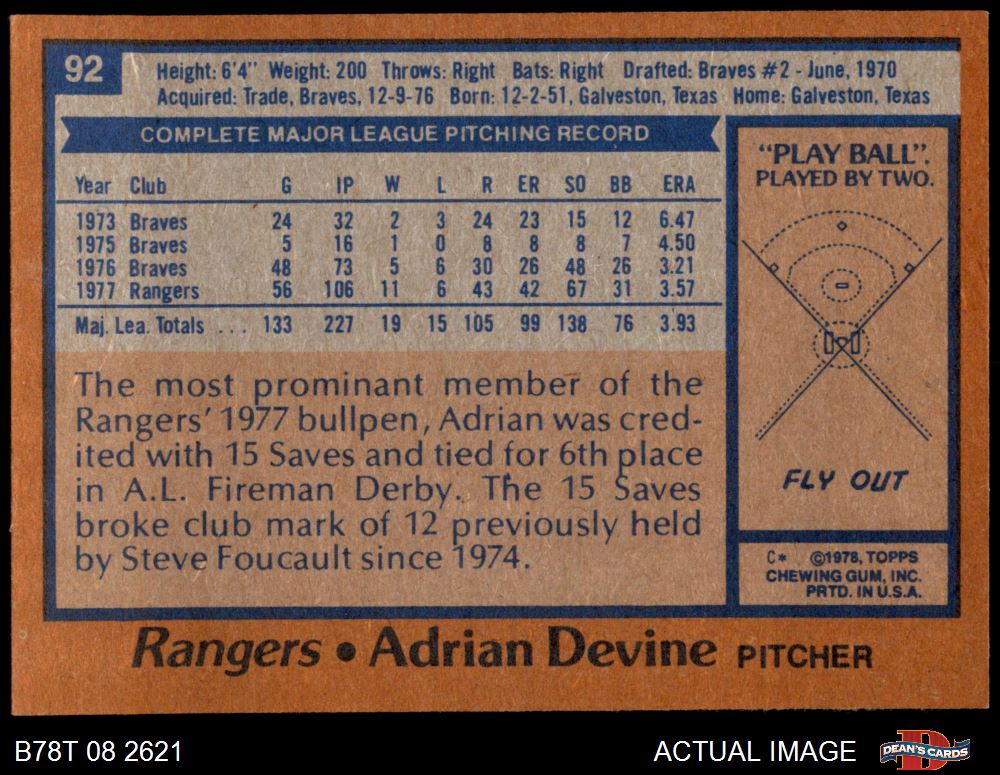 92
Height: 6'4" Weight: 200 Throws: Right Bats: Right Drafted: Braves #2 - June, 1970
Acquired: Trade, Braves, 12-9-76 Born: 12-2-51, Galveston, Texas Home: Galveston, Texas
COMPLETE MAJOR LEAGUE PITCHING RECORD
Year Club G IP W L R ER SO BB ERA
1973 Braves 24 32 2 3 24 23 15 12 6.47
1975 Braves 5 16 1 0 8 8 8 7 4.50
1976 Braves 48 73 5 6 30 26 48 26 3.21
1977 Rangers 56 106 11 6 43 42 67 31 3.57
Maj. Lea. Totals ... 133 227 19 15 105 99 138 76 3.93
The most prominant member of the
Rangers' 1977 bullpen, Adrian was cred-
ited with 15 Saves and tied for 6th place
in A.L. Fireman Derby. The 15 Saves
broke club mark of 12 previously held
by Steve Foucault since 1974.
"PLAY BALL".
PLAYED BY TWO.
FLY OUT
C* ©1978, TOPPS
CHEWING GUM, INC.
PRTD. IN U.S.A.
Rangers • Adrian Devine PITCHER
B78T 08 2621
ACTUAL IMAGE
D
DEAN'S CARDS